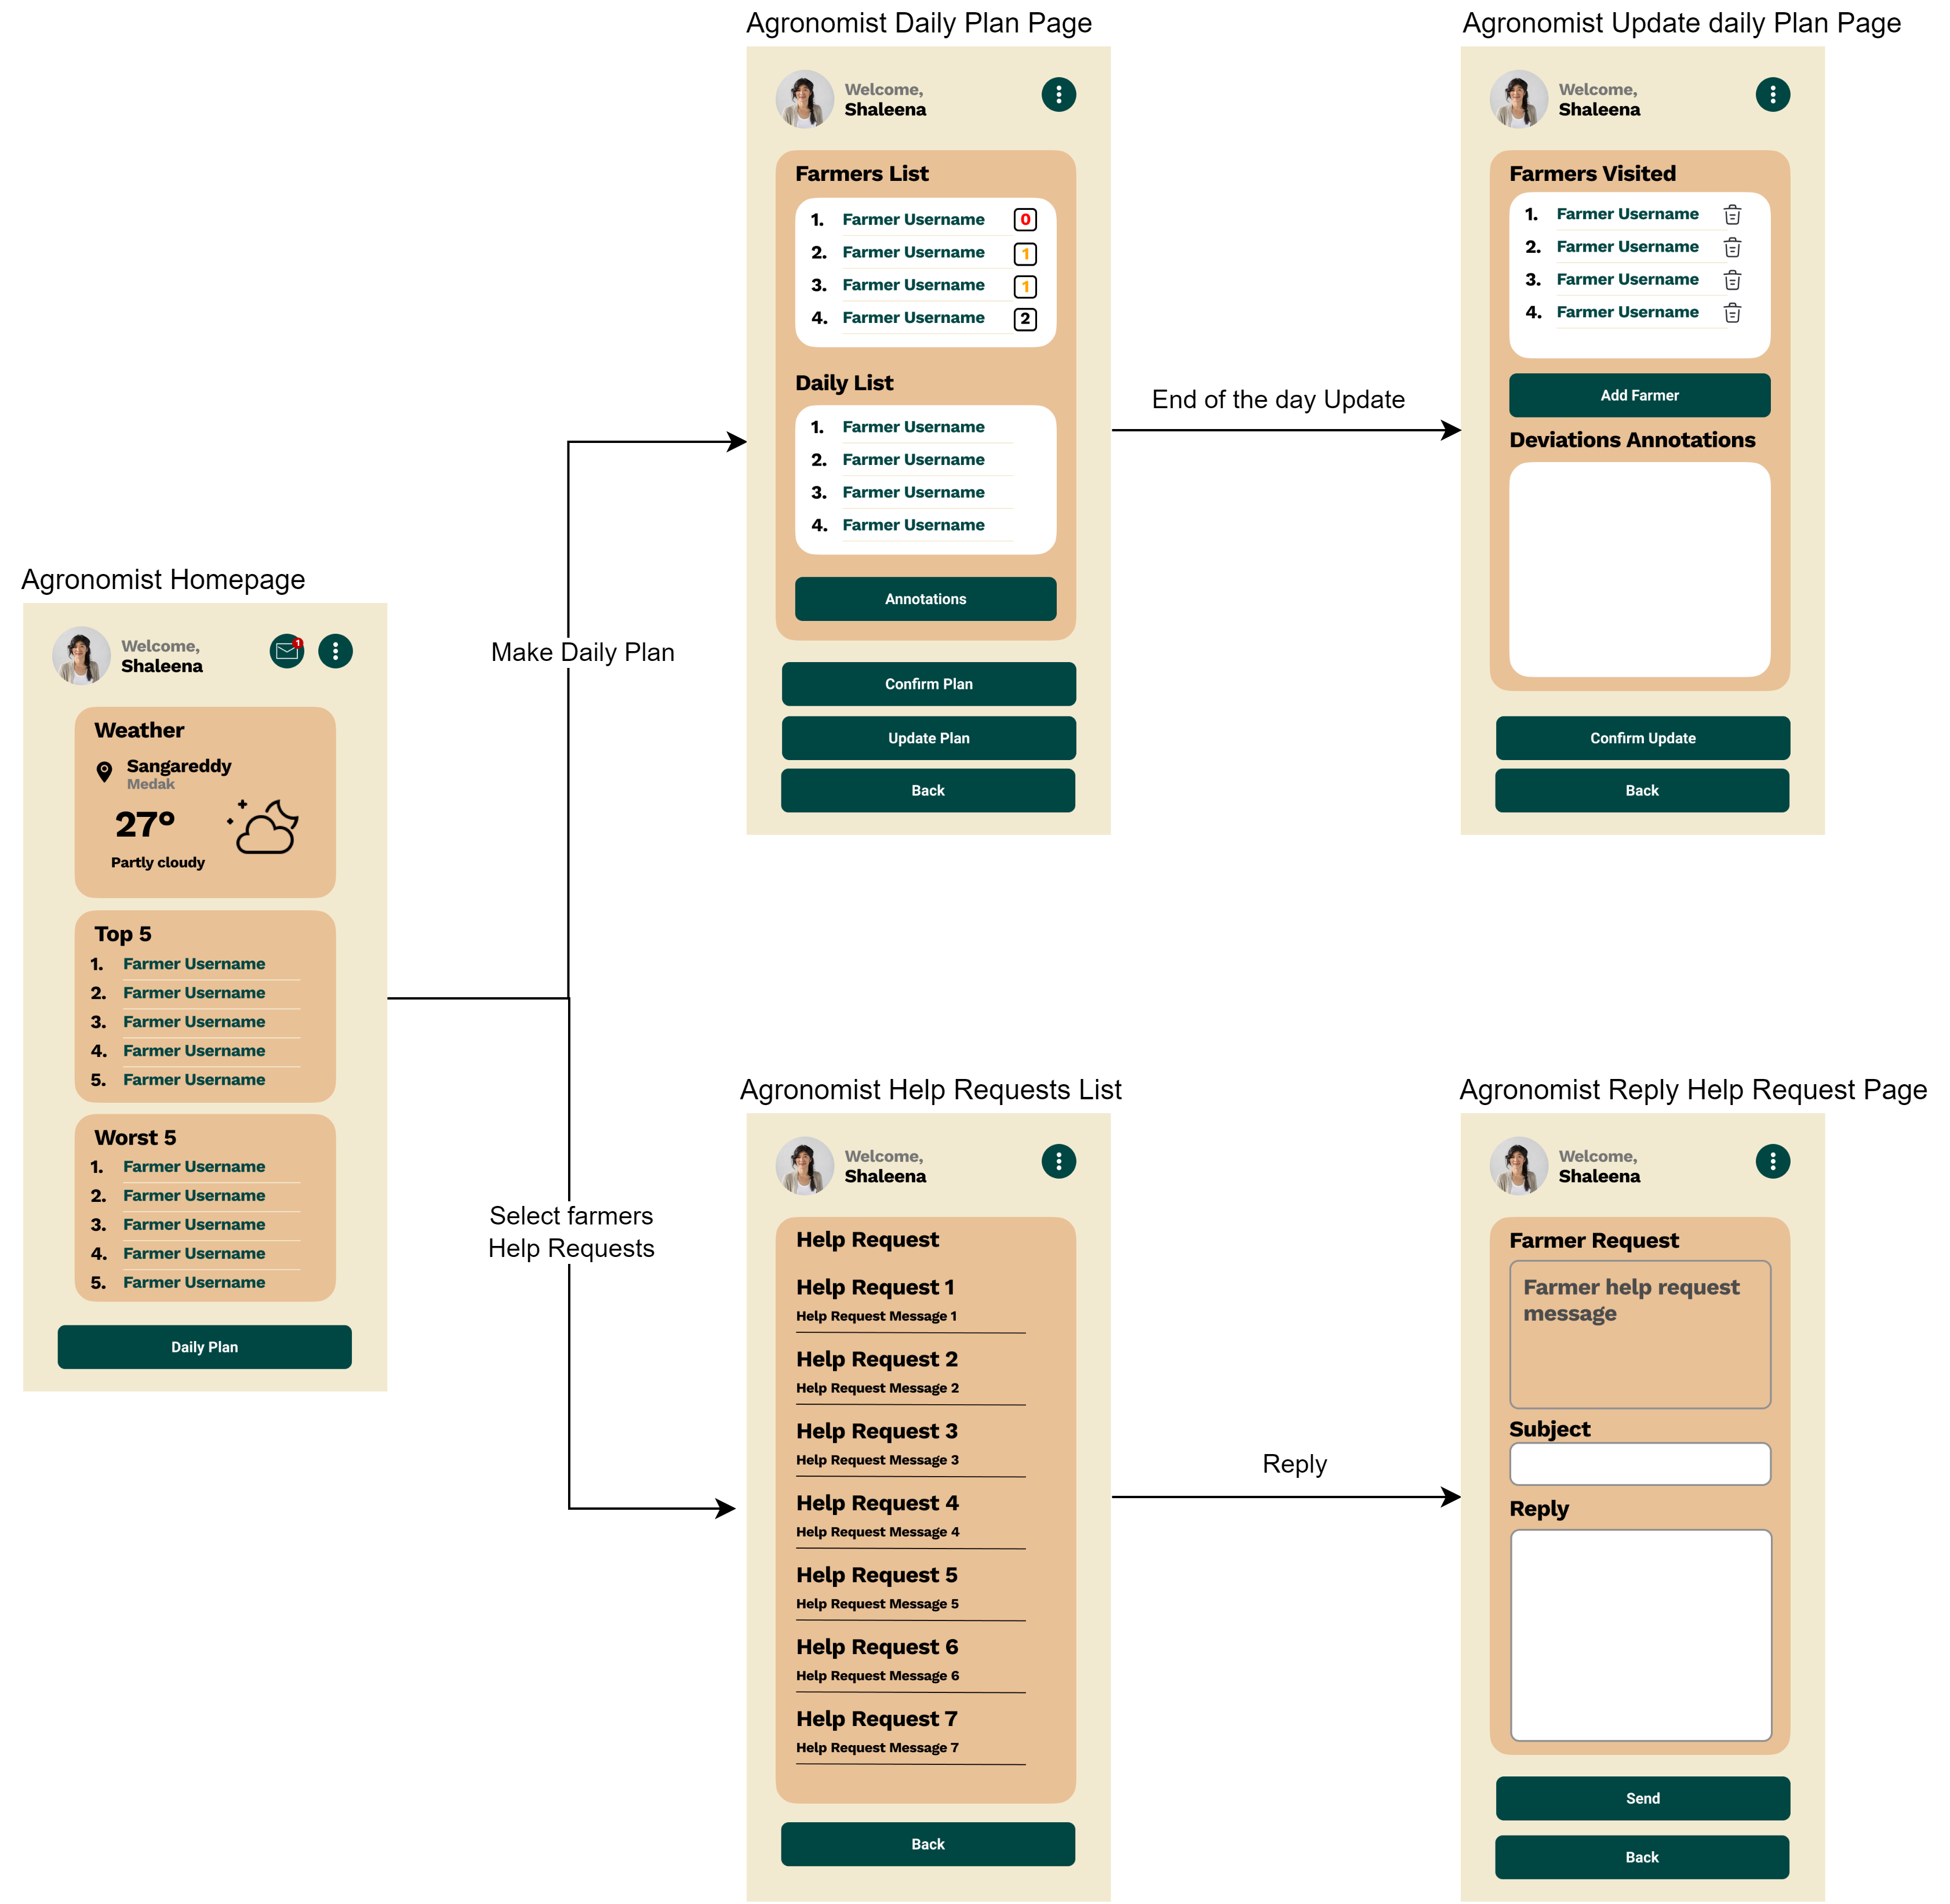 Agronomist Homepage
Welcome,
Shaleena
1
Weather
Sangareddy
Medak
27°
Partly cloudy
Top 5
1. Farmer Username
2. Farmer Username
3. Farmer Username
4. Farmer Username
5. Farmer Username
Worst 5
1. Farmer Username
2. Farmer Username
3. Farmer Username
4. Farmer Username
5. Farmer Username
Daily Plan
Make Daily Plan
Select farmers
Help Requests
Agronomist Daily Plan Page
Welcome,
Shaleena
Farmers List
1. Farmer Username 0
2. Farmer Username 1
3. Farmer Username 1
4. Farmer Username 2
Daily List
1. Farmer Username
2. Farmer Username
3. Farmer Username
4. Farmer Username
Annotations
Confirm Plan
Update Plan
Back
End of the day Update
Agronomist Update daily Plan Page
Welcome,
Shaleena
Farmers Visited
1. Farmer Username
2. Farmer Username
3. Farmer Username
4. Farmer Username
Add Farmer
Deviations Annotations
Confirm Update
Back
Agronomist Help Requests List
Welcome,
Shaleena
Help Request
Help Request 1
Help Request Message 1
Help Request 2
Help Request Message 2
Help Request 3
Help Request Message 3
Help Request 4
Help Request Message 4
Help Request 5
Help Request Message 5
Help Request 6
Help Request Message 6
Help Request 7
Help Request Message 7
Back
Reply
Agronomist Reply Help Request Page
Welcome,
Shaleena
Farmer Request
Farmer help request
message
Subject
Reply
Send
Back